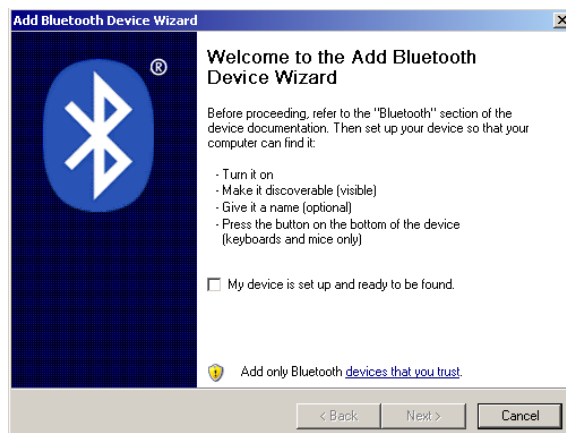 Add Bluetooth Device Wizard
®
Welcome to the Add Bluetooth
Device Wizard
Before proceeding, refer to the "Bluetooth" section of the
device documentation. Then set up your device so that your
computer can find it:
- Turn it on
- Make it discoverable (visible)
- Give it a name (optional)
- Press the button on the bottom of the device
(keyboards and mice only)
My device is set up and ready to be found.
Add only Bluetooth devices that you trust.
< Back Next > Cancel